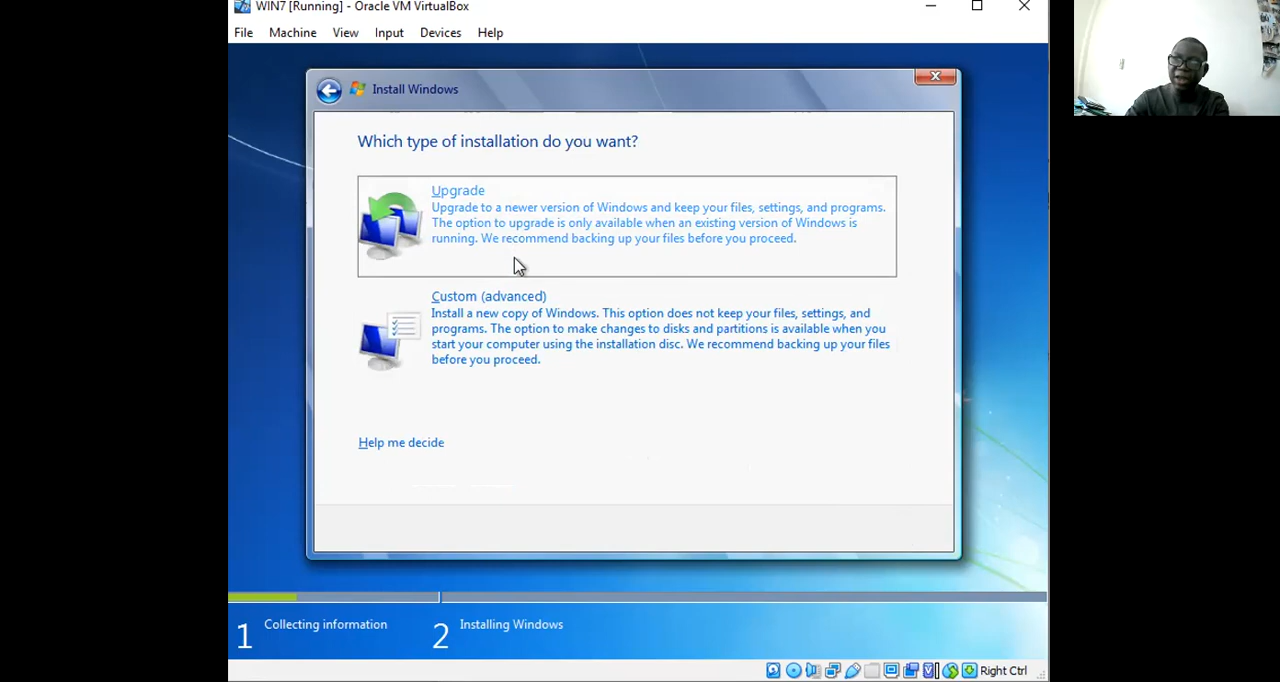 WIN7 [Running] - Oracle VM VirtualBox
File Machine View Input Devices Help
Install Windows
Which type of installation do you want?
Upgrade
Upgrade to a newer version of Windows and keep your files, settings, and programs.
The option to upgrade is only available when an existing version of Windows is
running. We recommend backing up your files before you proceed.
Custom (advanced)
Install a new copy of Windows. This option does not keep your files, settings, and
programs. The option to make changes to disks and partitions is available when you
start your computer using the installation disc. We recommend backing up your files
before you proceed.
Help me decide
1 Collecting information 2 Installing Windows
Right Ctrl